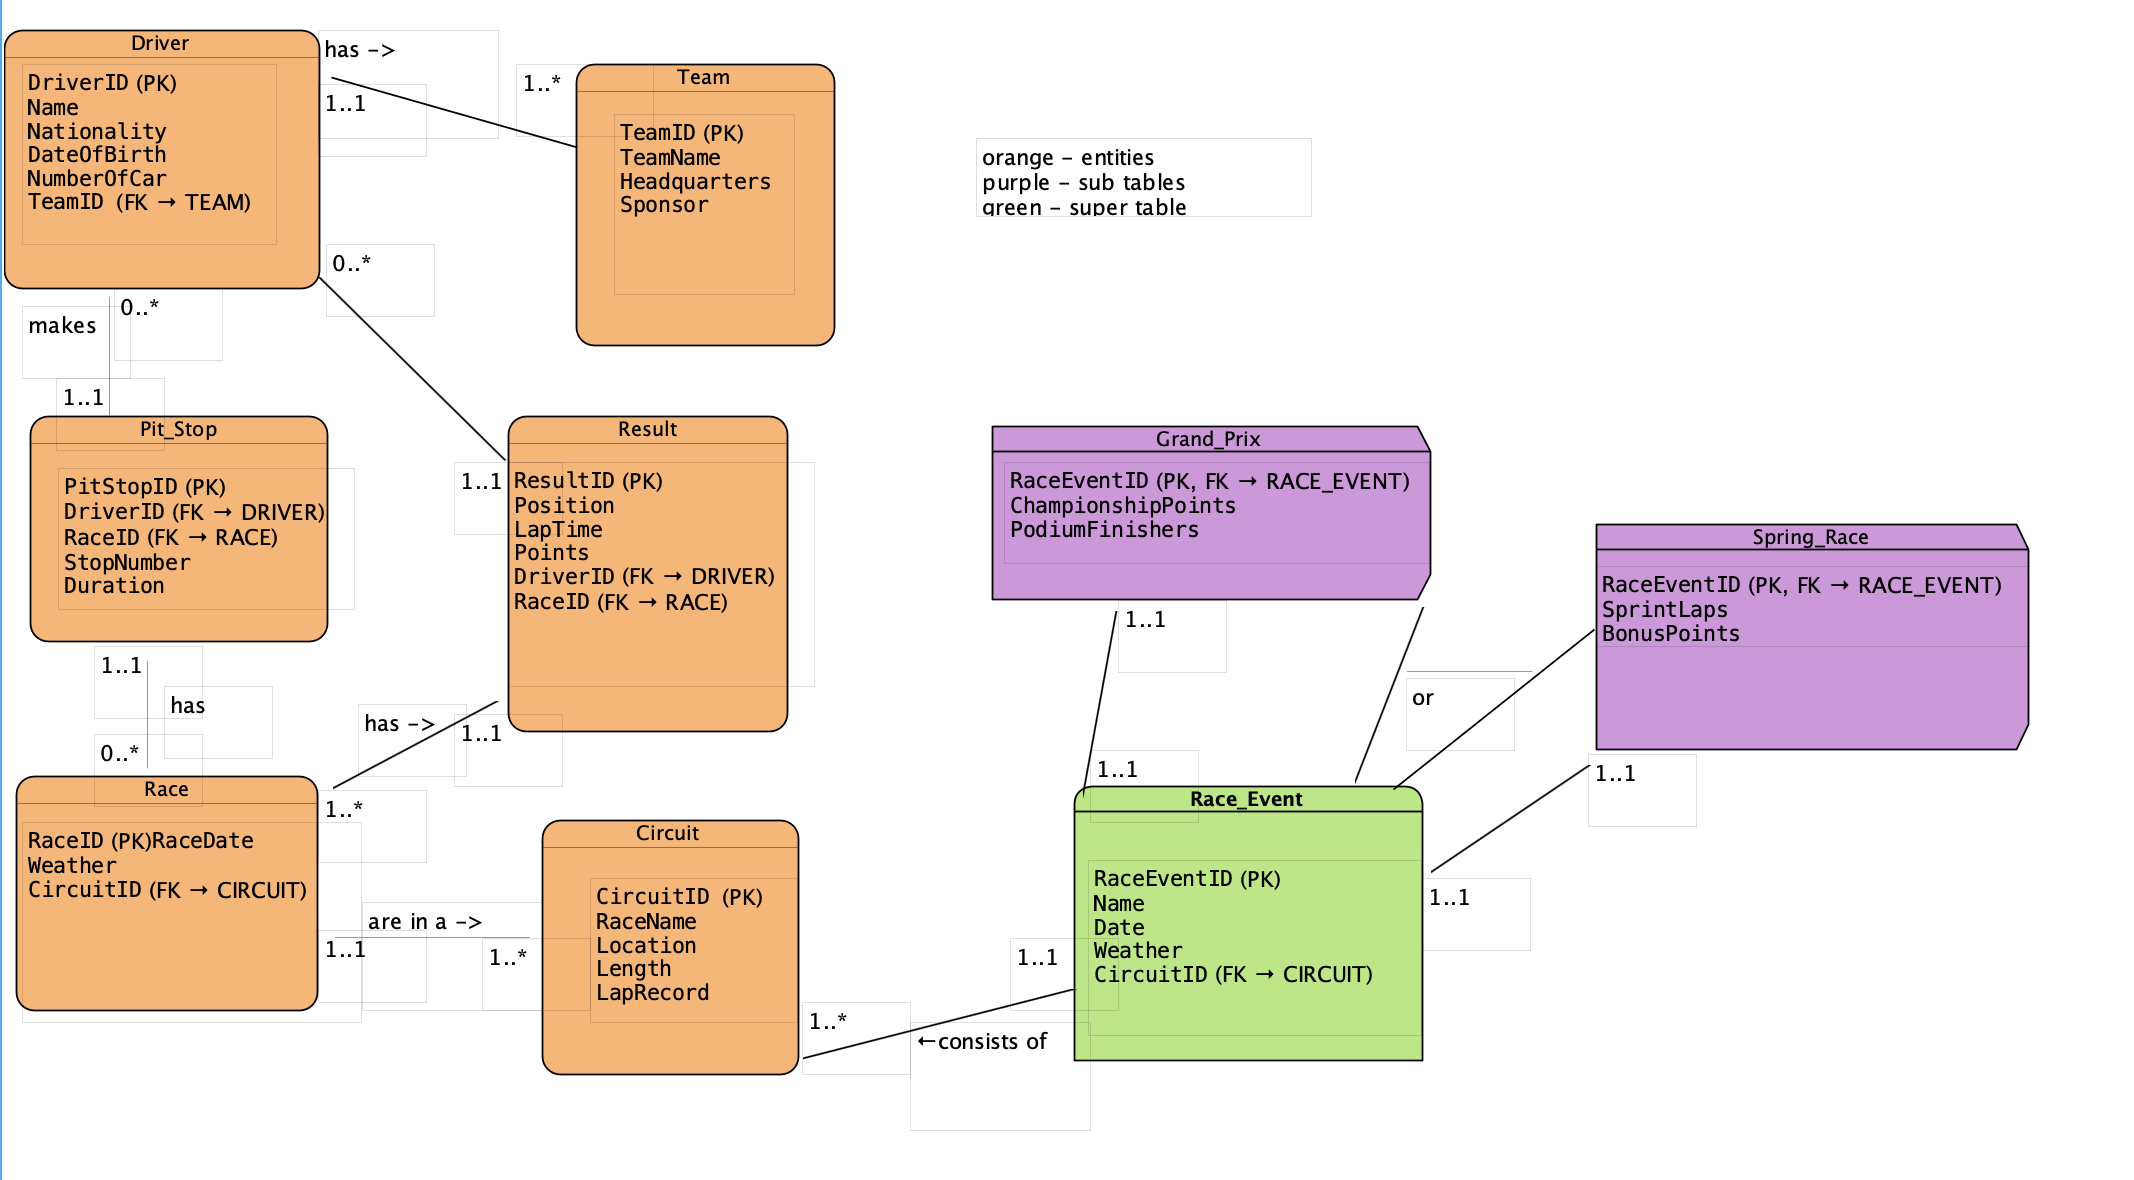 Driver
DriverID (PK)
Name
Nationality
DateOfBirth
NumberOfCar
TeamID (FK → TEAM)
has ->
1..1
1..*
Team
TeamID (PK)
TeamName
Headquarters
Sponsor
orange - entities
purple - sub tables
green - super table
0..*
0..*
makes
1..1
Pit_Stop
PitStopID (PK)
DriverID (FK → DRIVER)
RaceID (FK → RACE)
StopNumber
Duration
1..1
Result
ResultID (PK)
Position
LapTime
Points
DriverID (FK → DRIVER)
RaceID (FK → RACE)
Grand_Prix
RaceEventID (PK, FK → RACE_EVENT)
ChampionshipPoints
PodiumFinishers
Spring_Race
RaceEventID (PK, FK → RACE_EVENT)
SprintLaps
BonusPoints
1..1
or
1..1
1..1
1..1
has
0..*
has ->
1..1
1..*
Race
RaceID (PK)RaceDate
Weather
CircuitID (FK → CIRCUIT)
are in a ->
1..1
1..*
Circuit
CircuitID (PK)
RaceName
Location
Length
LapRecord
1..*
←consists of
1..1
Race_Event
RaceEventID (PK)
Name
Date
Weather
CircuitID (FK → CIRCUIT)
1..1